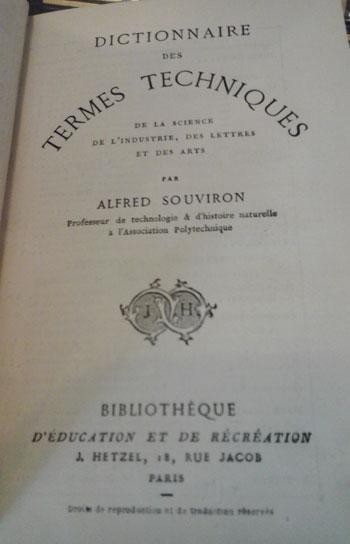 DICTIONNAIRE
DES
TERMES TECHNIQUES
DE LA SCIENCE
DE L'INDUSTRIE, DES LETTRES
ET DES ARTS
PAR
ALFRED SOUVIRON
Professeur de technologie & d'histoire naturelle
à l'Association Polytechnique
J H
BIBLIOTHÈQUE
D'ÉDUCATION ET DE RÉCRÉATION
J. HETZEL, 18, RUE JACOB
PARIS
Droits de reproduction et de traduction réservés